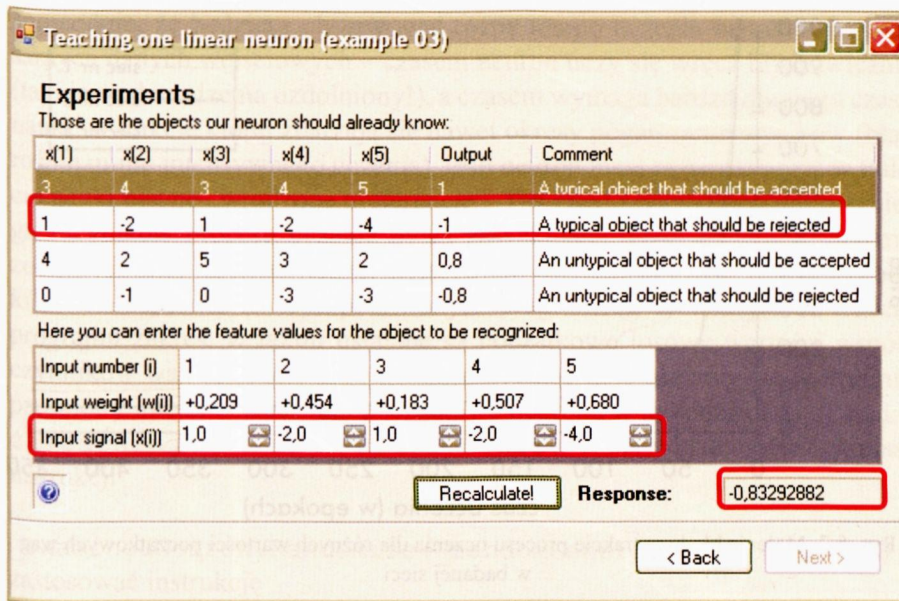 Teaching one linear neuron (example 03)
Experiments
Those are the objects our neuron should already know:
x(1) x(2) x(3) x(4) x(5) Output Comment
3 4 3 4 5 1 A typical object that should be accepted
1 -2 1 -2 -4 -1 A typical object that should be rejected
4 2 5 3 2 0,8 An untypical object that should be accepted
0 -1 0 -3 -3 -0,8 An untypical object that should be rejected
Here you can enter the feature values for the object to be recognized:
Input number (i) 1 2 3 4 5
Input weight (w(i)) +0,209 +0,454 +0,183 +0,507 +0,680
Input signal (x(i)) 1,0 -2,0 1,0 -2,0 -4,0
Recalculate! Response: -0,83292882
< Back Next >